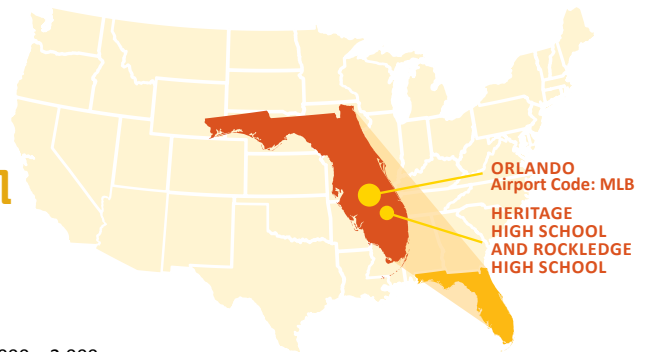 ORLANDO
Airport Code: MLB
HERITAGE
HIGH SCHOOL
AND ROCKLEDGE
HIGH SCHOOL